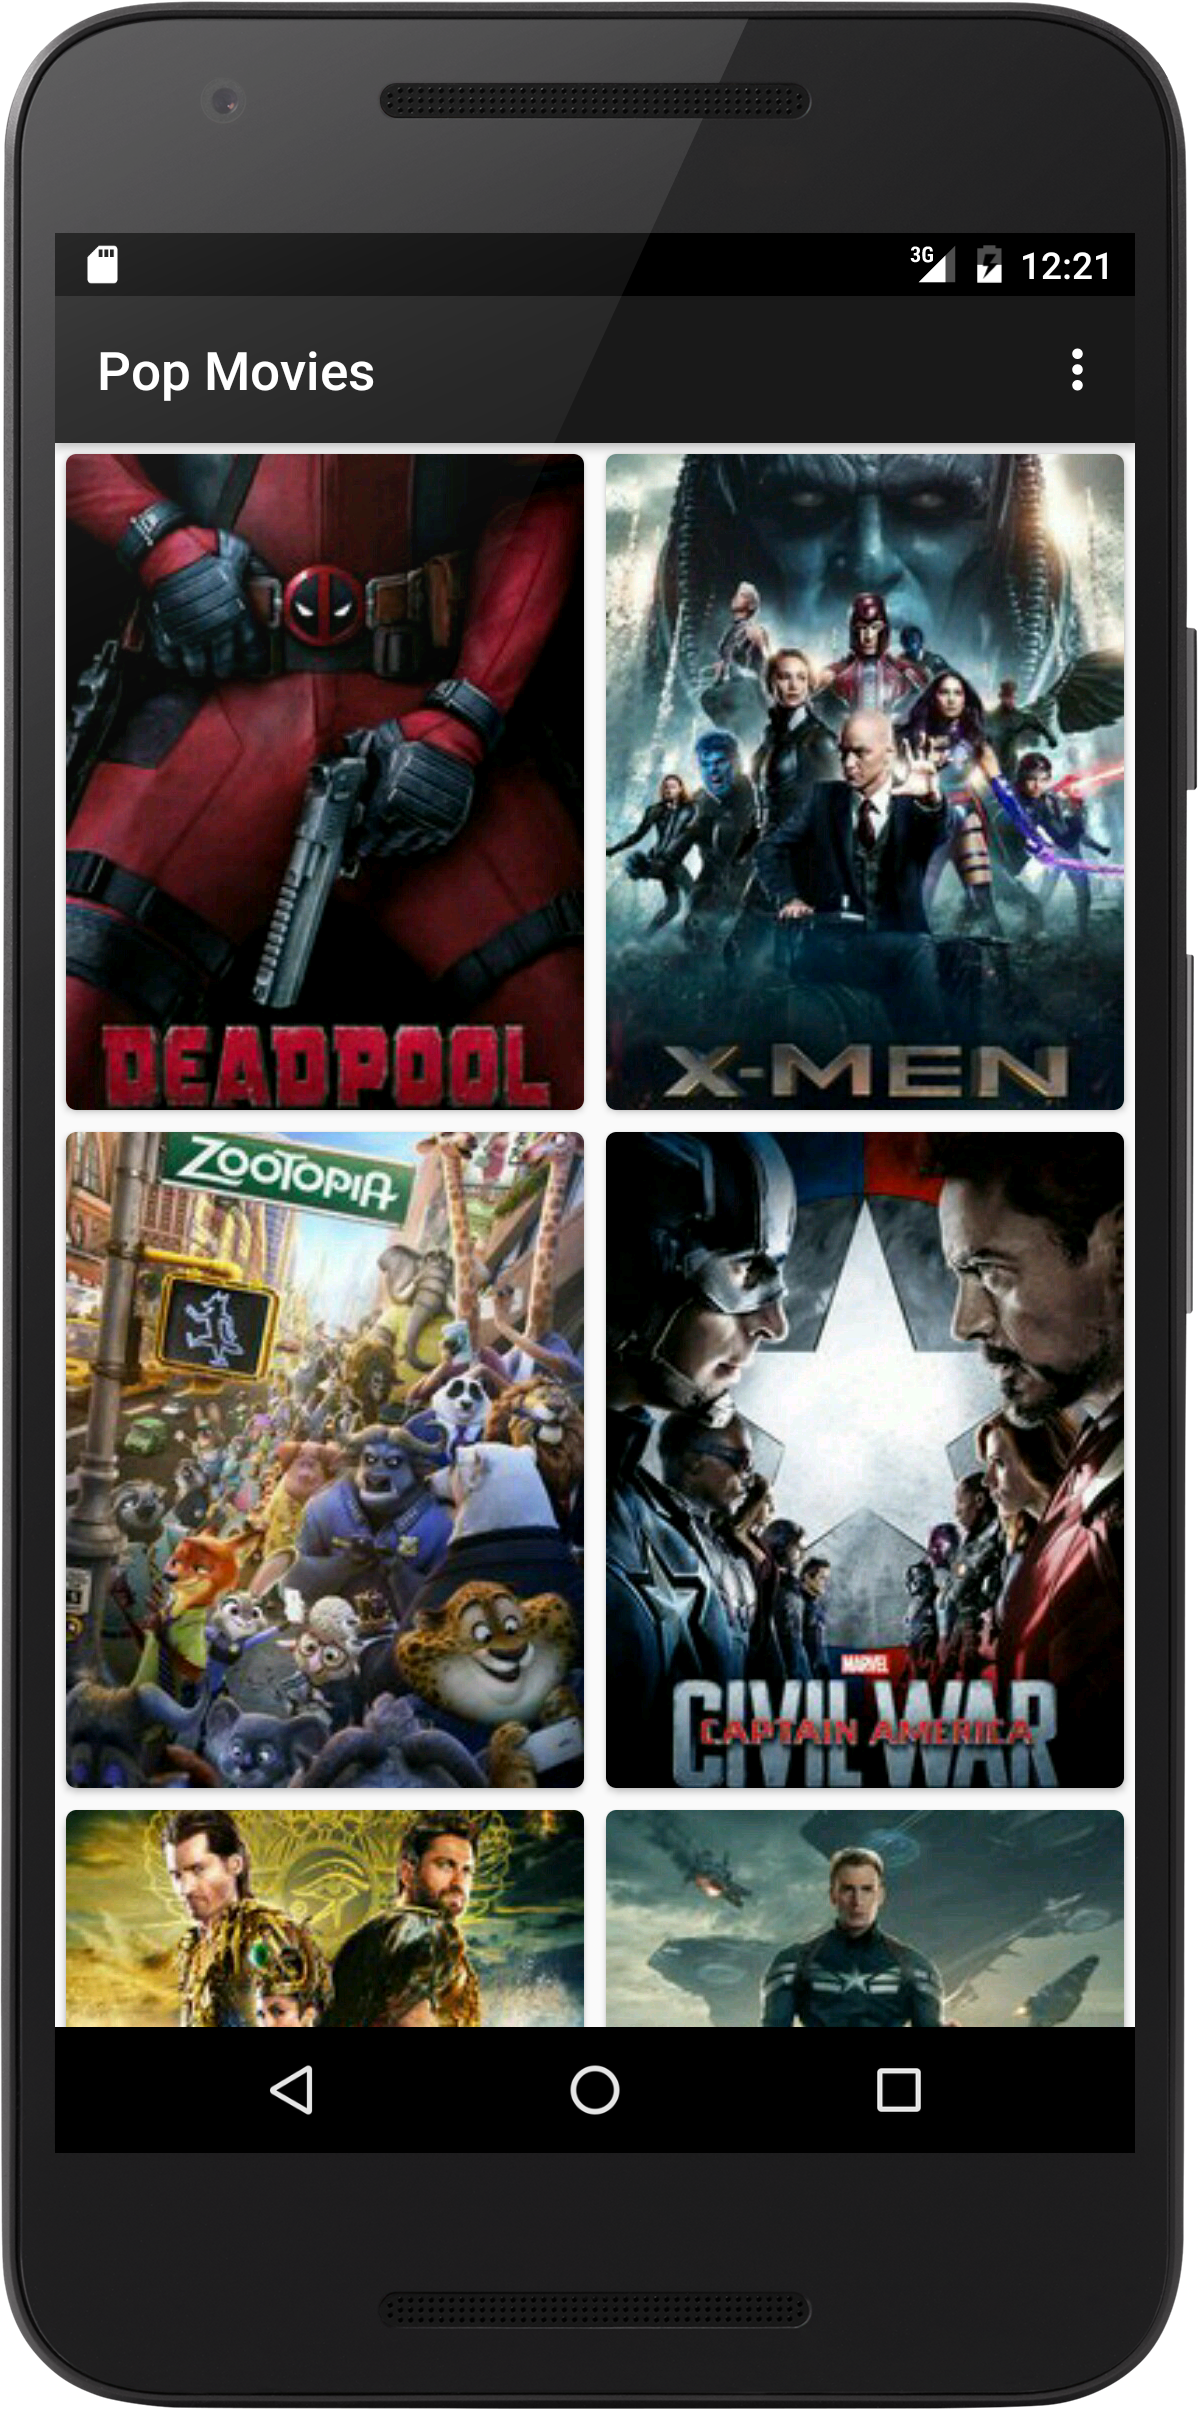 3G 12:21
Pop Movies
DEADPOOL
X-MEN
ZOOTOPIA
MARVEL
CIVIL WAR
CAPTAIN AMERICA